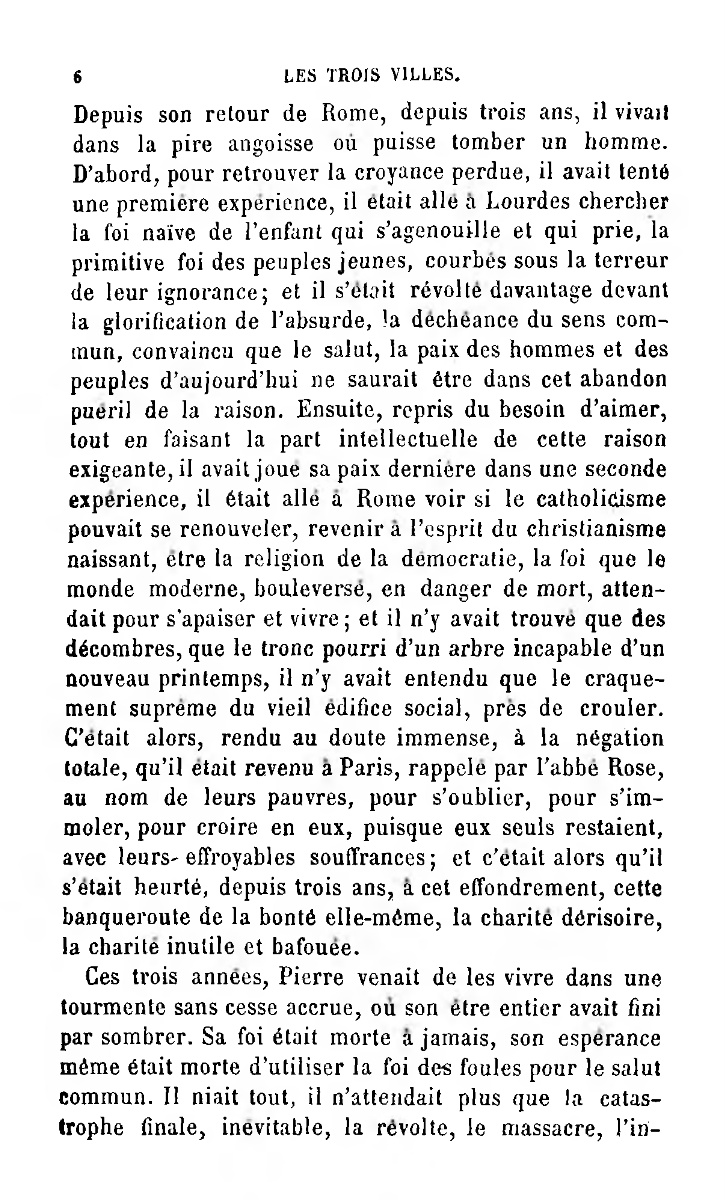 6 LES TROIS VILLES.
Depuis son retour de Rome, depuis trois ans, il vivait
dans la pire angoisse où puisse tomber un homme.
D'abord, pour retrouver la croyance perdue, il avait tenté
une première expérience, il était allé à Lourdes chercher
la foi naïve de l'enfant qui s'agenouille et qui prie, la
primitive foi des peuples jeunes, courbés sous la terreur
de leur ignorance; et il s'était révolté davantage devant
la glorification de l'absurde, la déchéance du sens com-
mun, convaincu que le salut, la paix des hommes et des
peuples d'aujourd'hui ne saurait être dans cet abandon
puéril de la raison. Ensuite, repris du besoin d'aimer,
tout en faisant la part intellectuelle de cette raison
exigeante, il avait joué sa paix dernière dans une seconde
expérience, il était allé à Rome voir si le catholicisme
pouvait se renouveler, revenir à l'esprit du christianisme
naissant, être la religion de la démocratie, la foi que le
monde moderne, bouleversé, en danger de mort, atten-
dait pour s'apaiser et vivre; et il n'y avait trouvé que des
décombres, que le tronc pourri d'un arbre incapable d'un
nouveau printemps, il n'y avait entendu que le craque-
ment suprême du vieil édifice social, près de crouler.
C'était alors, rendu au doute immense, à la négation
totale, qu'il était revenu à Paris, rappelé par l'abbé Rose,
au nom de leurs pauvres, pour s'oublier, pour s'im-
moler, pour croire en eux, puisque eux seuls restaient,
avec leurs effroyables souffrances; et c'était alors qu'il
s'était heurté, depuis trois ans, à cet effondrement, cette
banqueroute de la bonté elle-même, la charité dérisoire,
la charité inutile et bafouée.
Ces trois années, Pierre venait de les vivre dans une
tourmente sans cesse accrue, où son être entier avait fini
par sombrer. Sa foi était morte à jamais, son espérance
même était morte d'utiliser la foi des foules pour le salut
commun. Il niait tout, il n'attendait plus que la catas-
trophe finale, inévitable, la révolte, le massacre, l'in-